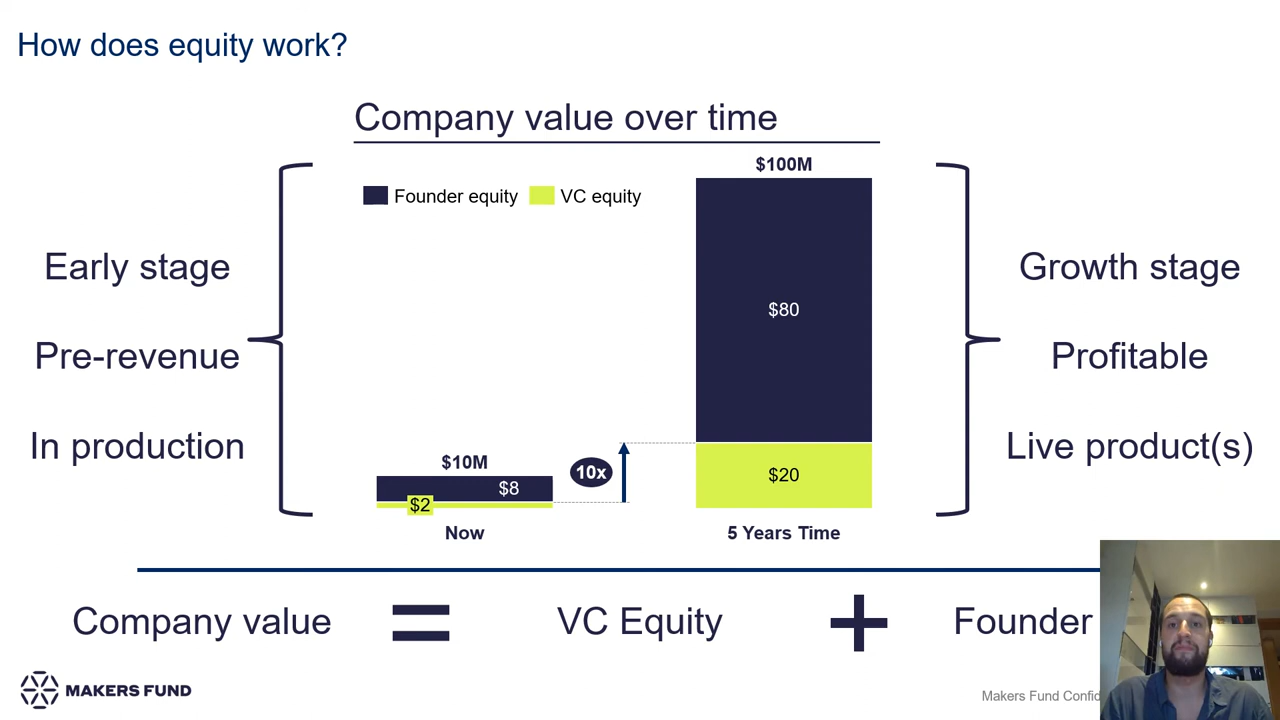 How does equity work?
Company value over time
$100M
Founder equity
VC equity
Early stage
Growth stage
$80
Pre-revenue
Profitable
In production
Live product(s)
$10M
10x
$8
$20
$2
Now
5 Years Time
Company value
=
VC Equity
+
Founder
MAKERS FUND
Makers Fund